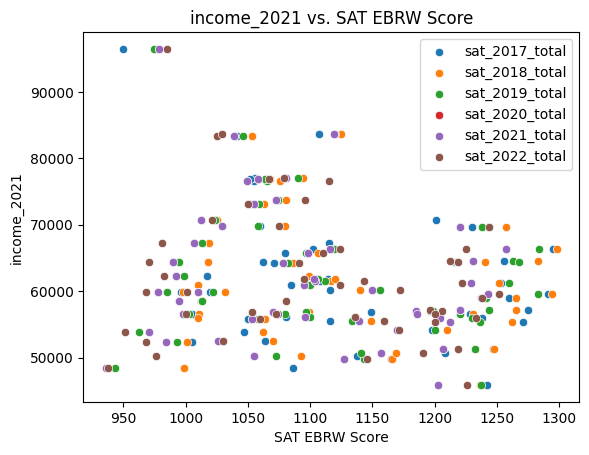 income_2021 vs. SAT EBRW Score
sat_2017_total
sat_2018_total
sat_2019_total
sat_2020_total
sat_2021_total
sat_2022_total
income_2021
90000
80000
70000
60000
50000
950 1000 1050 1100 1150 1200 1250 1300
SAT EBRW Score